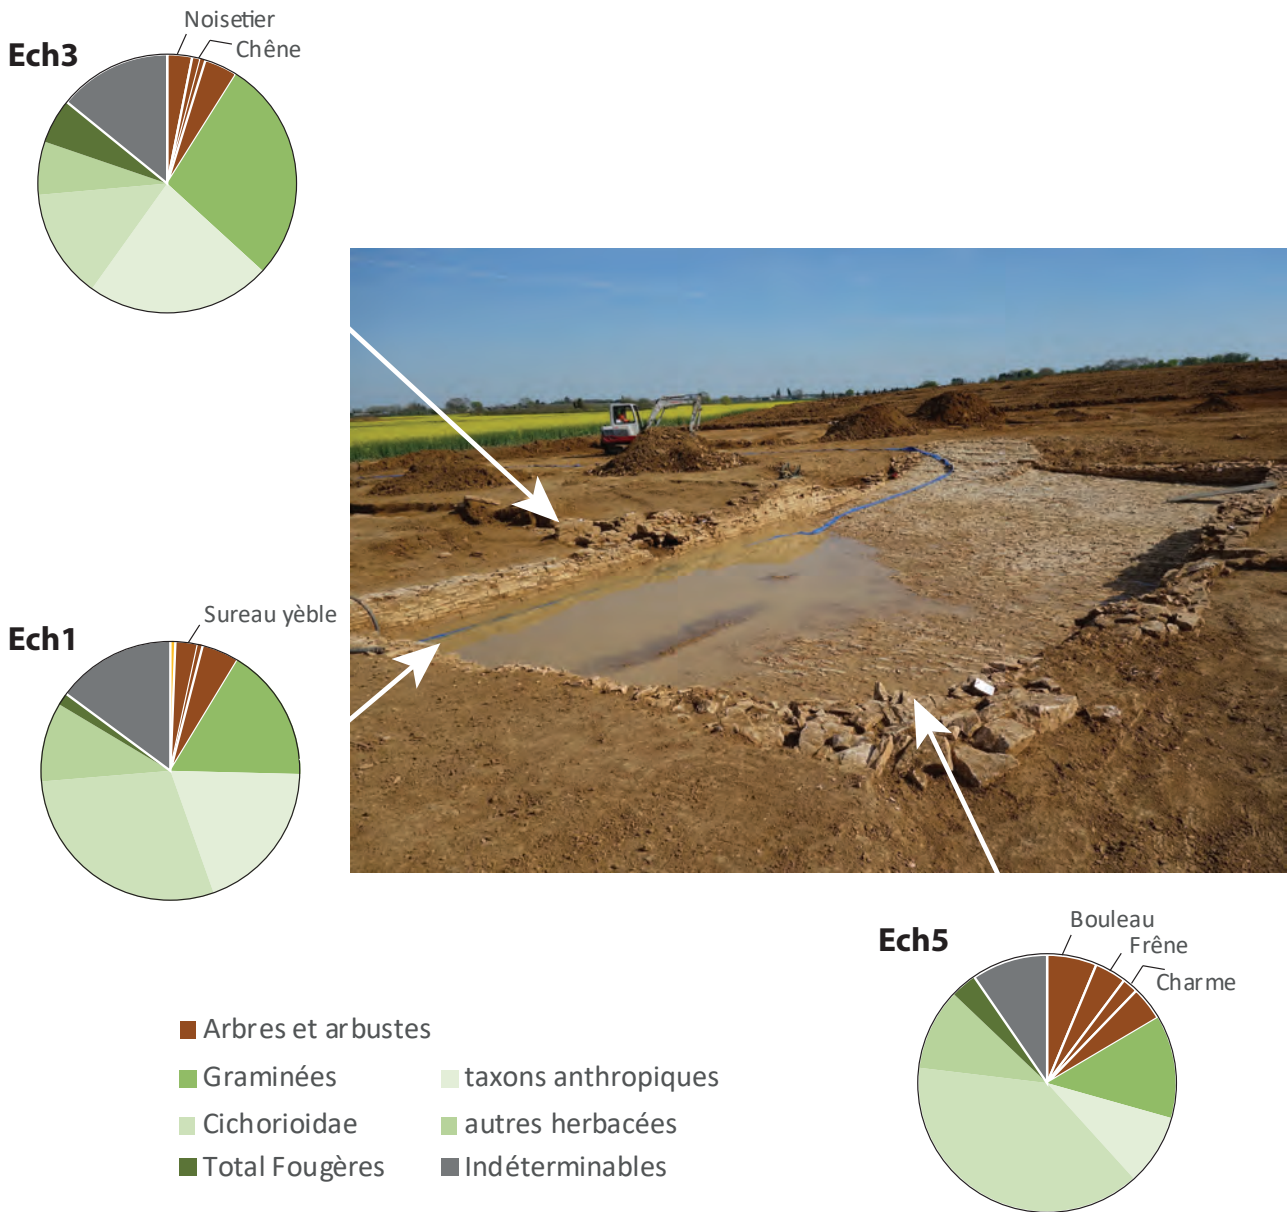 Noisetier
Chêne
Ech3
Sureau yèble
Ech1
Bouleau
Frêne
Charme
Ech5
Arbres et arbustes
Graminées
taxons anthropiques
Cichorioidae
autres herbacées
Total Fougères
Indéterminables